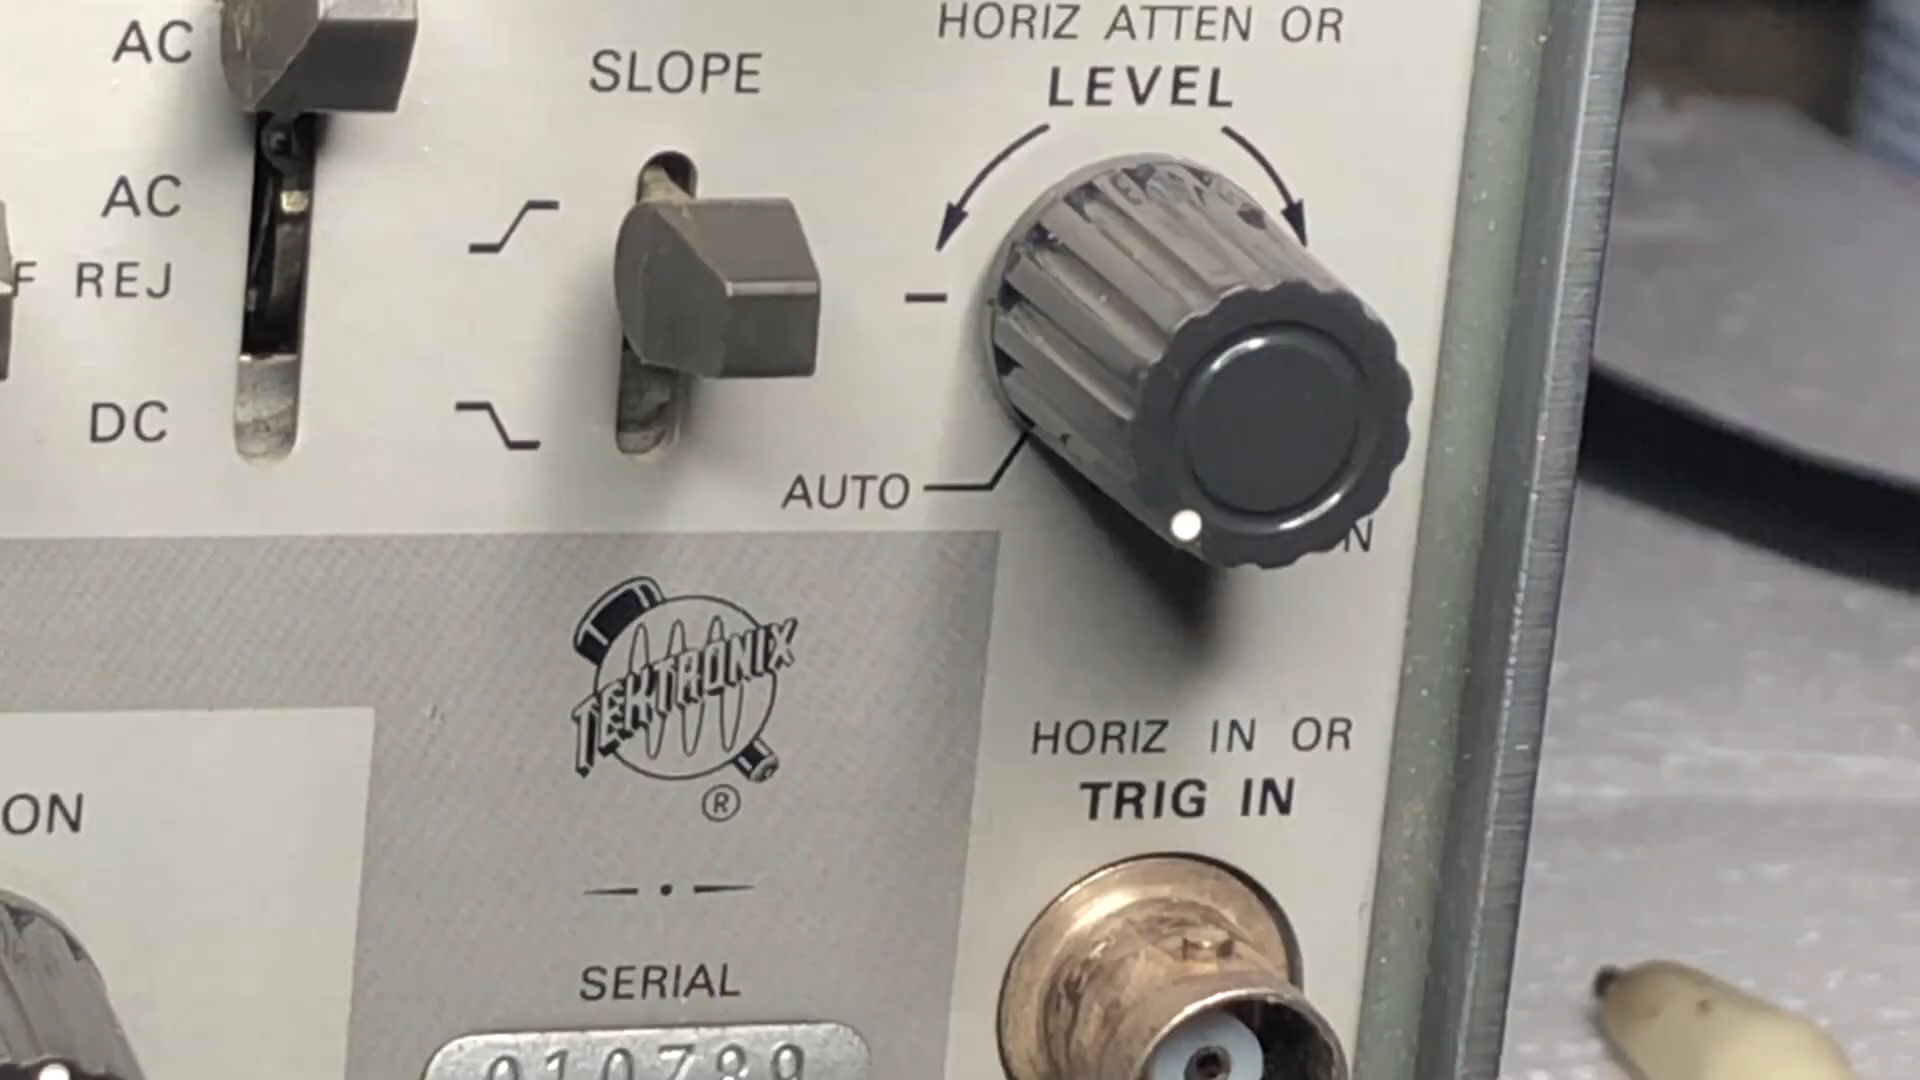 AC
AC
F REJ
DC
SLOPE
HORIZ ATTEN OR
LEVEL
AUTO
TEKTRONIX
®
ON
HORIZ IN OR
TRIG IN
SERIAL